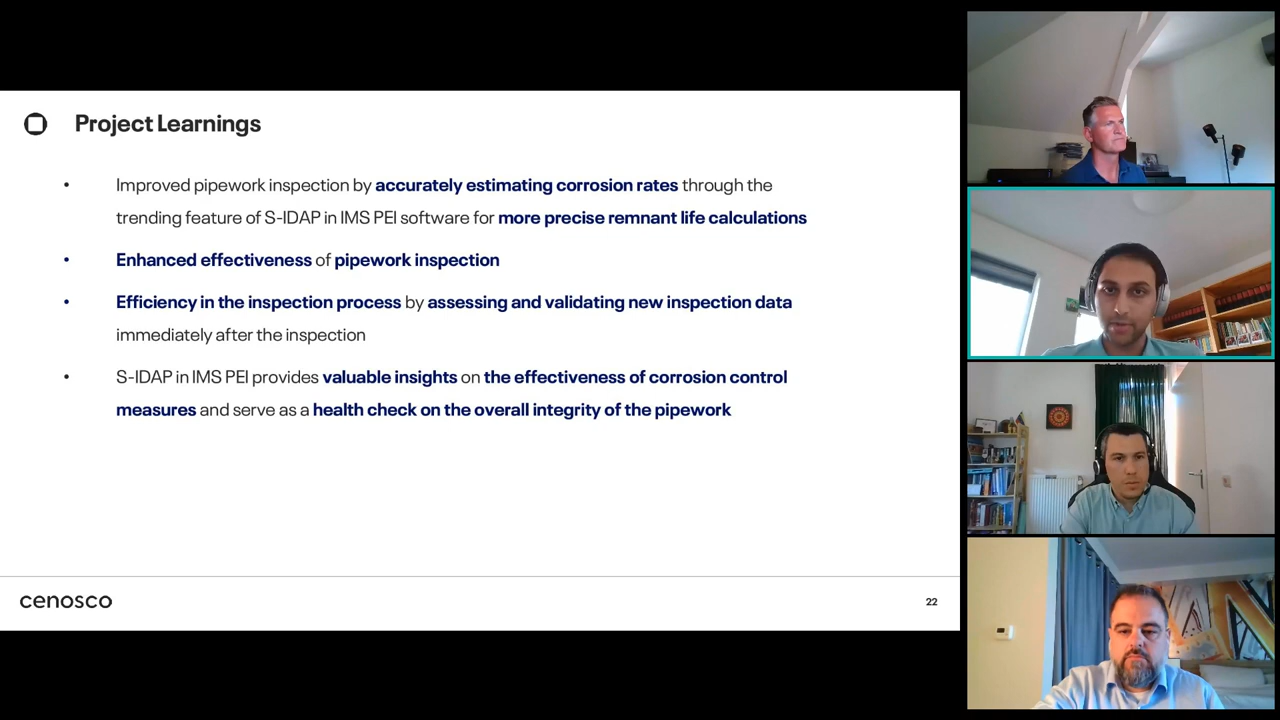 Project Learnings
• Improved pipework inspection by accurately estimating corrosion rates through the
trending feature of S-IDAP in IMS PEI software for more precise remnant life calculations
• Enhanced effectiveness of pipework inspection
• Efficiency in the inspection process by assessing and validating new inspection data
immediately after the inspection
• S-IDAP in IMS PEI provides valuable insights on the effectiveness of corrosion control
measures and serve as a health check on the overall integrity of the pipework
cenosco
22